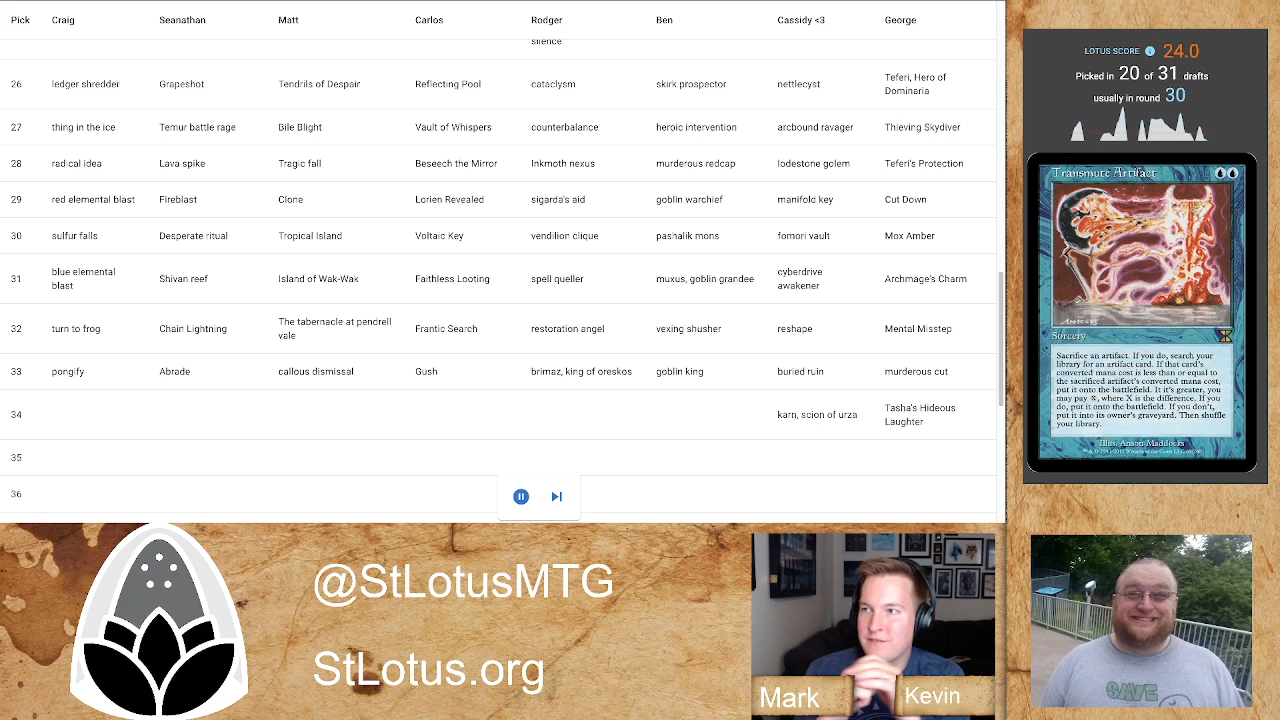 Pick Craig Seanathan Matt Carlos Rodger Ben Cassidy <3 George
silence
26 ledger shredder Grapeshot Tendrils of Despair Reflecting Pool cataclysm skirk prospector nettlecyst Teferi, Hero of
Dominaria
27 thing in the ice Temur battle rage Bile Blight Vault of Whispers counterbalance heroic intervention arcbound ravager Thieving Skydiver
28 radical idea Lava spike Tragic fall Beseech the Mirror Inkmoth nexus murderous redcap lodestone golem Teferi's Protection
29 red elemental blast Fireblast Clone sigarda's aid goblin warchief manifold key Cut Down
30 sulfur falls Desperate ritual Tropical Island Voltaic Key vendilion clique pashalik mons fomori vault Mox Amber
31 blue elemental
blast Shivan reef Island of Wak-Wak Faithless Looting spell queller muxus, goblin grandee cyberdrive
awakener Archmage's Charm
32 turn to frog Chain Lightning The tabernacle at pendrell
vale Frantic Search restoration angel vexing shusher reshape Mental Misstep
33 pongify Abrade callous dismissal brimaz, king of oreskos goblin king buried ruin murderous cut
34 karn, scion of urza Tasha's Hideous
Laughter
35
36
LOTUS SCORE 24.0
Picked in 20 of 31 drafts
usually in round 30
Transmute Artifact
Sorcery
Sacrifice an artifact. If you do, search your
library for an artifact card. If that card's
converted mana cost is less than or equal to
the sacrificed artifact's converted mana cost,
put it onto the battlefield. If it's greater, you
may pay X, where X is the difference. If you
do, put it onto the battlefield. If you don't,
put it into its owner's graveyard. Then shuffle
your library.
Illus. Anson Maddocks
@StLotusMTG
StLotus.org
Mark Kevin
SAVE